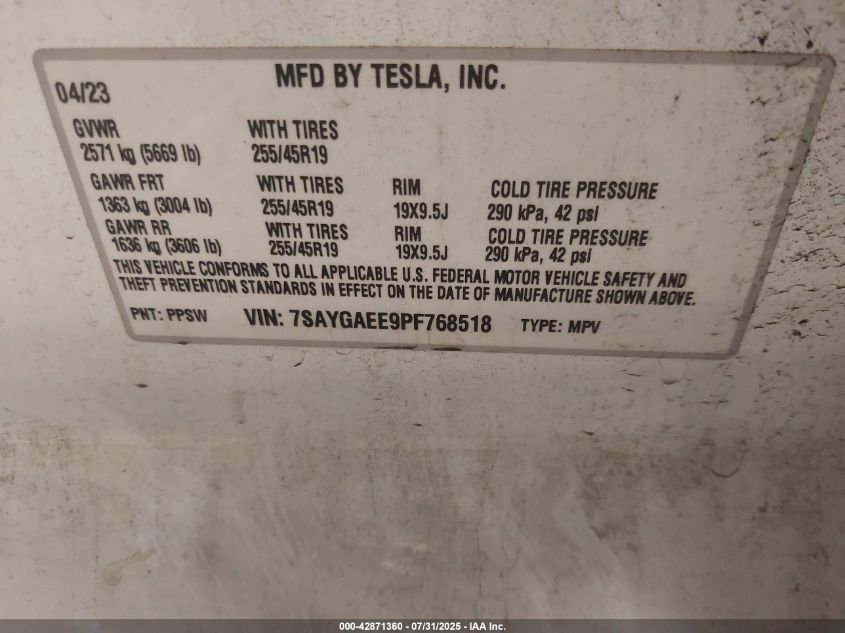 MFD BY TESLA, INC.
04/23
GVWR WITH TIRES
2571 kg (5669 lb) 255/45R19
GAWR FRT WITH TIRES RIM COLD TIRE PRESSURE
1363 kg (3004 lb) 255/45R19 19X9.5J 290 kPa, 42 psi
GAWR RR WITH TIRES RIM COLD TIRE PRESSURE
1636 kg (3606 lb) 255/45R19 19X9.5J 290 kPa, 42 psi
THIS VEHICLE CONFORMS TO ALL APPLICABLE U.S. FEDERAL MOTOR VEHICLE SAFETY AND
THEFT PREVENTION STANDARDS IN EFFECT ON THE DATE OF MANUFACTURE SHOWN ABOVE.
PNT: PPSW VIN: 7SAYGAEE9PF768518 TYPE: MPV
000-42871360 - 07/31/2025 - IAA Inc.